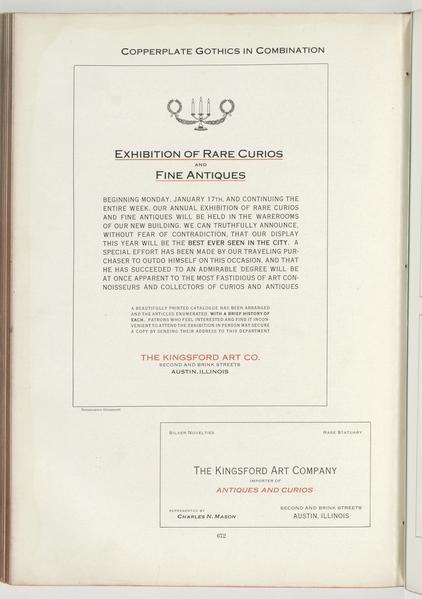 Copperplate Gothics in Combination
Exhibition of Rare Curios
AND
Fine Antiques
BEGINNING MONDAY, JANUARY 17TH, AND CONTINUING THE
ENTIRE WEEK, OUR ANNUAL EXHIBITION OF RARE CURIOS
AND FINE ANTIQUES WILL BE HELD IN THE WAREROOMS
OF OUR NEW BUILDING. WE CAN TRUTHFULLY ANNOUNCE,
WITHOUT FEAR OF CONTRADICTION, THAT OUR DISPLAY
THIS YEAR WILL BE THE BEST EVER SEEN IN THE CITY. A
SPECIAL EFFORT HAS BEEN MADE BY OUR TRAVELING PUR-
CHASER TO OUTDO HIMSELF ON THIS OCCASION, AND THAT
HE HAS SUCCEEDED TO AN ADMIRABLE DEGREE WILL BE
AT ONCE APPARENT TO THE MOST FASTIDIOUS OF ART CON-
NOISSEURS AND COLLECTORS OF CURIOS AND ANTIQUES
A BEAUTIFULLY PRINTED CATALOGUE HAS BEEN ARRANGED
AND THE ARTICLES ENUMERATED, WITH A BRIEF HISTORY OF
EACH. PATRONS WHO FEEL INTERESTED AND FIND IT INCON-
VENIENT TO ATTEND THE EXHIBITION IN PERSON MAY SECURE
A COPY BY SENDING THEIR ADDRESS TO THIS DEPARTMENT
THE KINGSFORD ART CO.
SECOND AND BRINK STREETS
AUSTIN, ILLINOIS
Renaissance Ornament
Silver Novelties
Rare Statuary
The Kingsford Art Company
IMPORTER OF
ANTIQUES AND CURIOS
REPRESENTED BY
Charles N. Mason
SECOND AND BRINK STREETS
AUSTIN, ILLINOIS
672